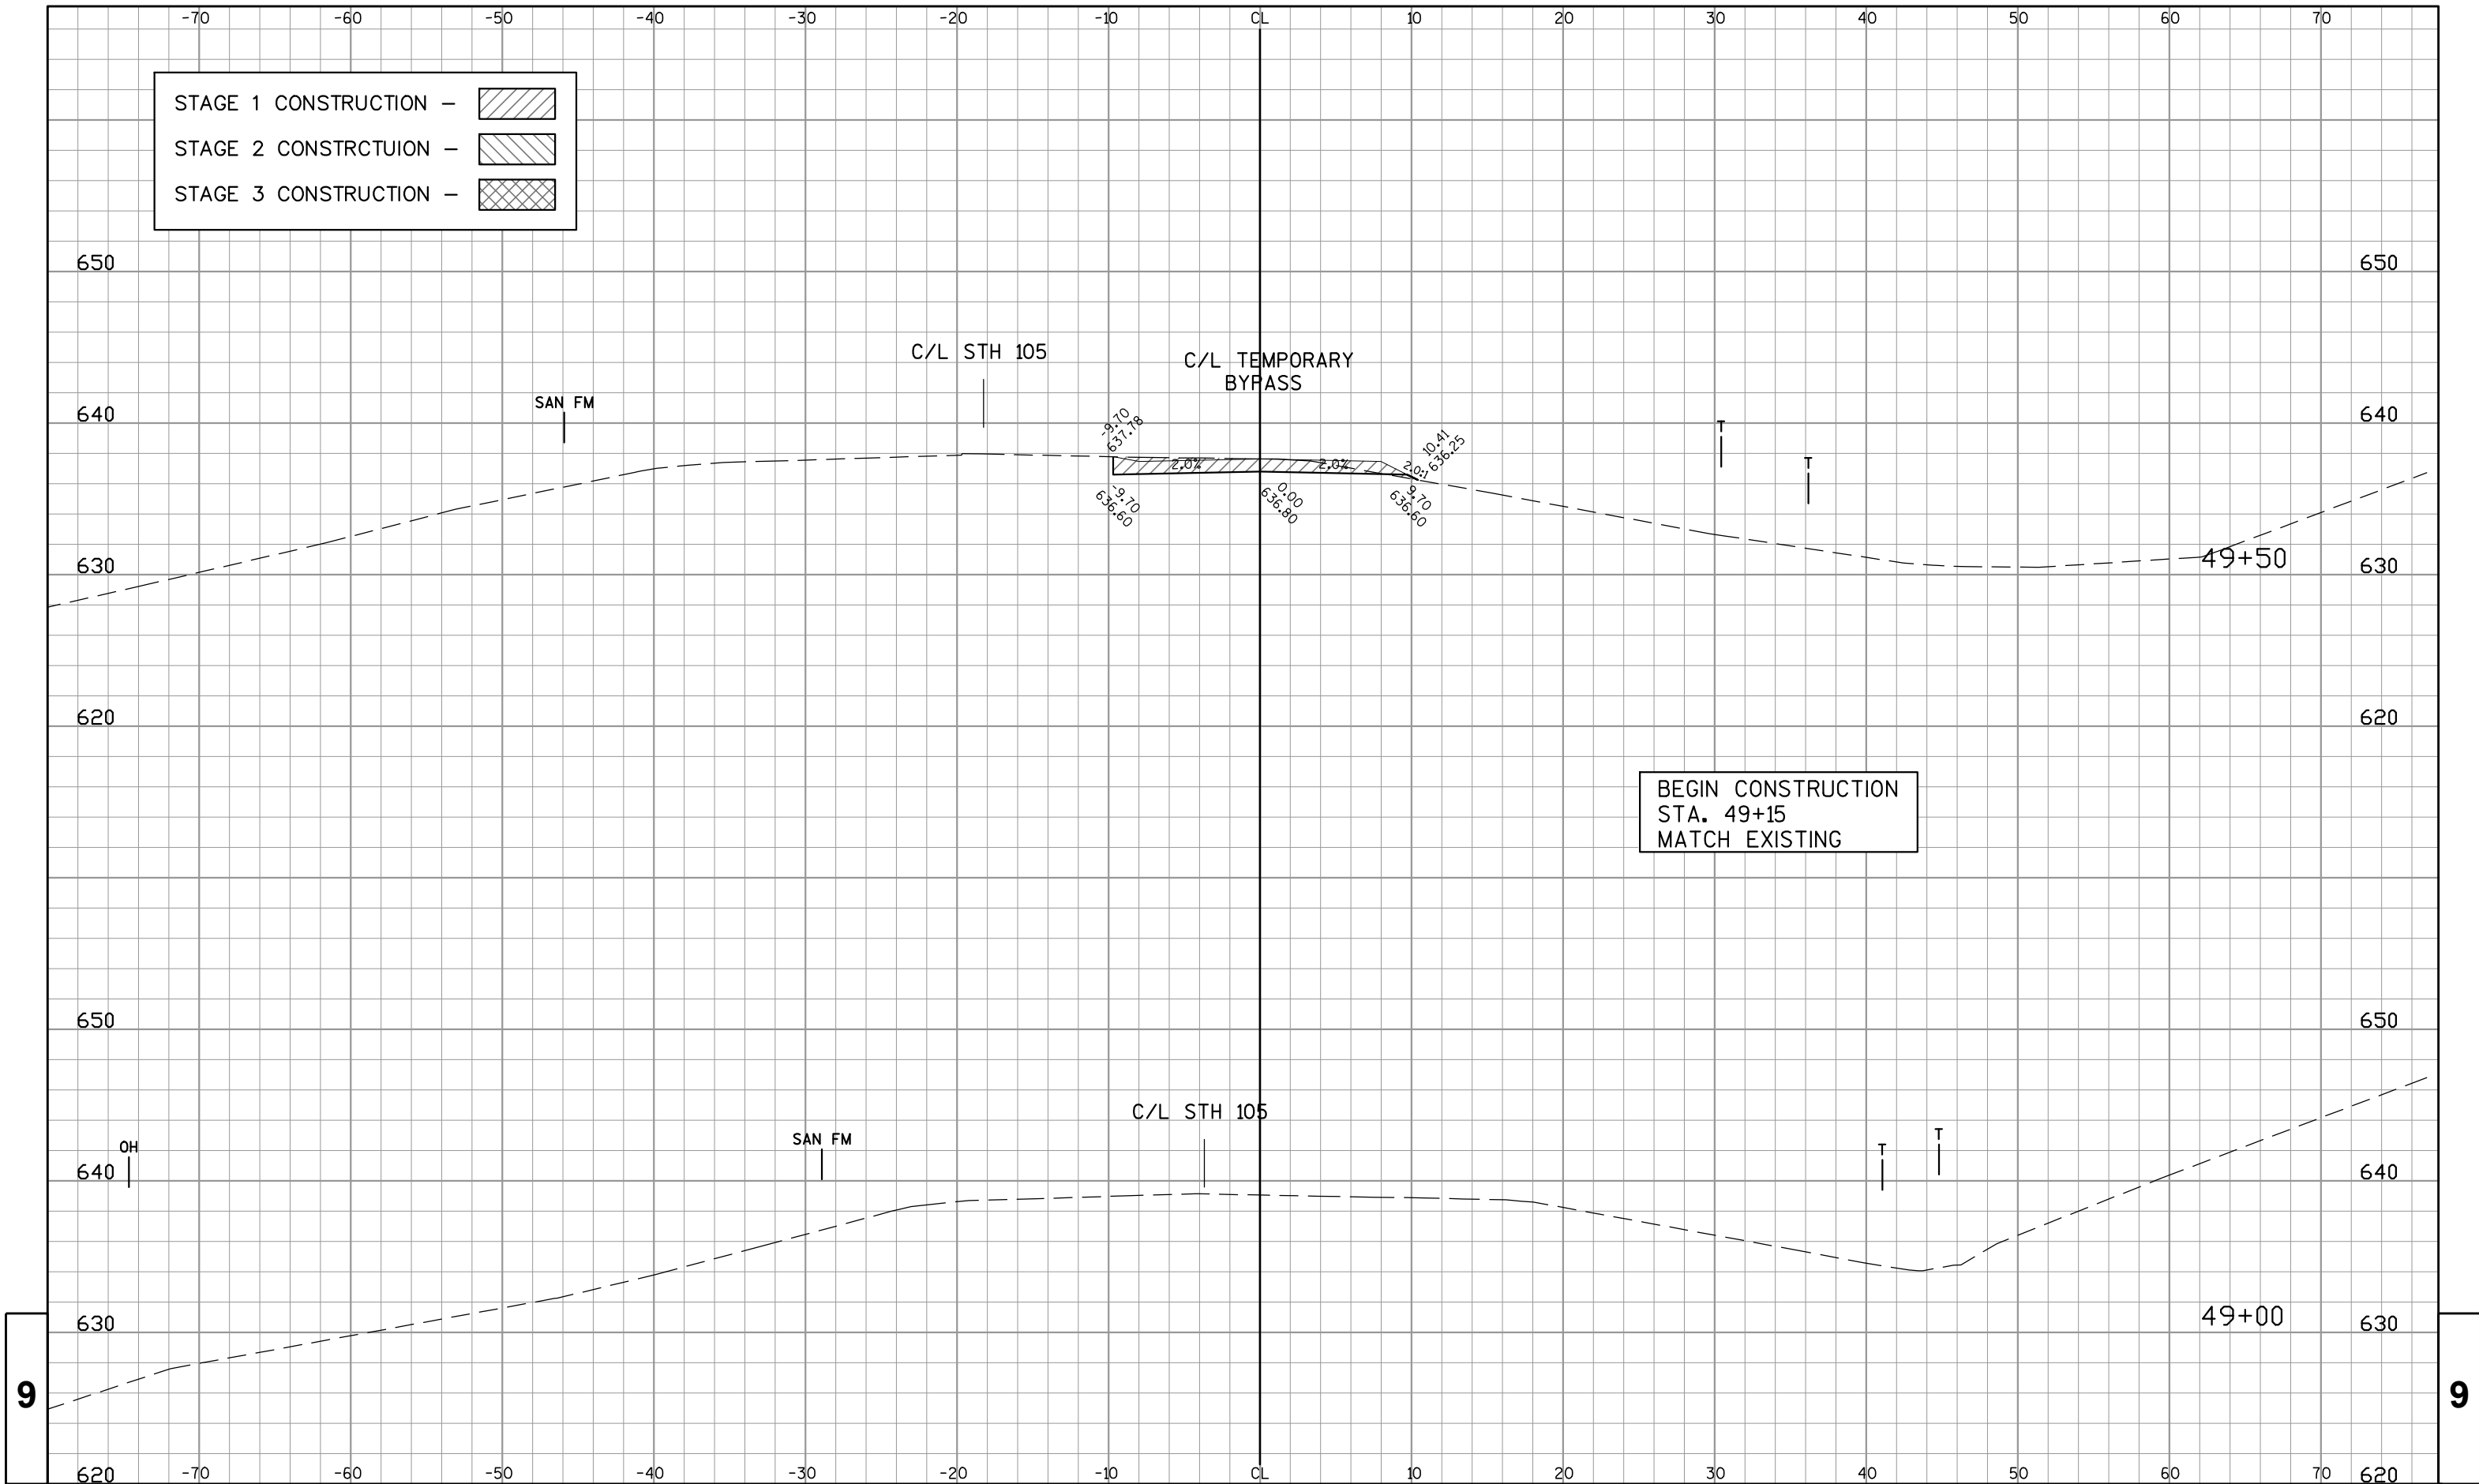 -70 -60 -50 -40 -30 -20 -10 CL 10 20 30 40 50 60 70
STAGE 1 CONSTRUCTION -
STAGE 2 CONSTRCTUION -
STAGE 3 CONSTRUCTION -
650 650
C/L STH 105
C/L TEMPORARY
BYPASS
SAN FM
640 640
-9.70
637.78
10.41
636.25
T
T
2.0%
2.0%
2.0:1
-9.70
636.60
0.00
636.80
9.70
636.60
49+50
630 630
620 620
BEGIN CONSTRUCTION
STA. 49+15
MATCH EXISTING
650 650
C/L STH 105
OH
SAN FM
T
T
640 640
49+00
630 630
9 9
620 -70 -60 -50 -40 -30 -20 -10 CL 10 20 30 40 50 60 70 620